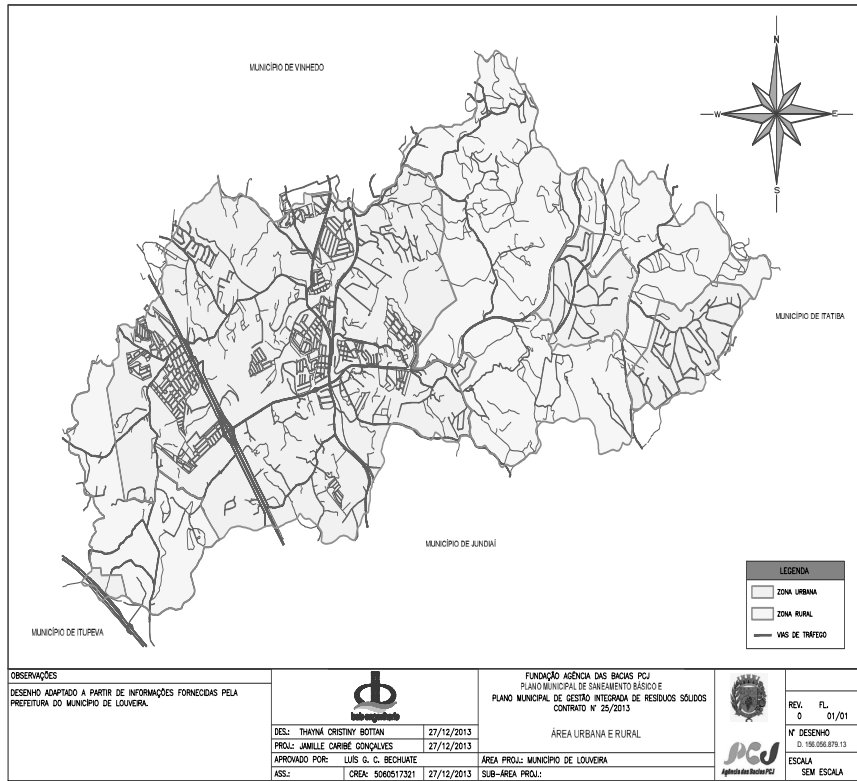 MUNICÍPIO DE VINHEDO
N
W
E
S
MUNICÍPIO DE ITATIBA
MUNICÍPIO DE JUNDIAÍ
MUNICÍPIO DE ITUPEVA
LEGENDA
ZONA URBANA
ZONA RURAL
VIAS DE TRÁFEGO
OBSERVAÇÕES
DESENHO ADAPTADO A PARTIR DE INFORMAÇÕES FORNECIDAS PELA
PREFEITURA DO MUNICÍPIO DE LOUVEIRA.
DES.: THAYNÁ CRISTINY BOTTAN 27/12/2013
PROJ.: JAMILLE CARIBÉ GONÇALVES 27/12/2013
APROVADO POR: LUÍS G. C. BECHUATE
ASS.: CREA: 5060517321 27/12/2013
FUNDAÇÃO AGÊNCIA DAS BACIAS PCJ
PLANO MUNICIPAL DE SANEAMENTO BÁSICO E
PLANO MUNICIPAL DE GESTÃO INTEGRADA DE RESÍDUOS SÓLIDOS
CONTRATO Nº 25/2013
ÁREA URBANA E RURAL
ÁREA PROJ.: MUNICÍPIO DE LOUVEIRA
SUB-ÁREA PROJ.:
PCJ
Agência das Bacias PCJ
REV. FL.
0 01/01
Nº DESENHO
D. 156.056.879.13
ESCALA
SEM ESCALA